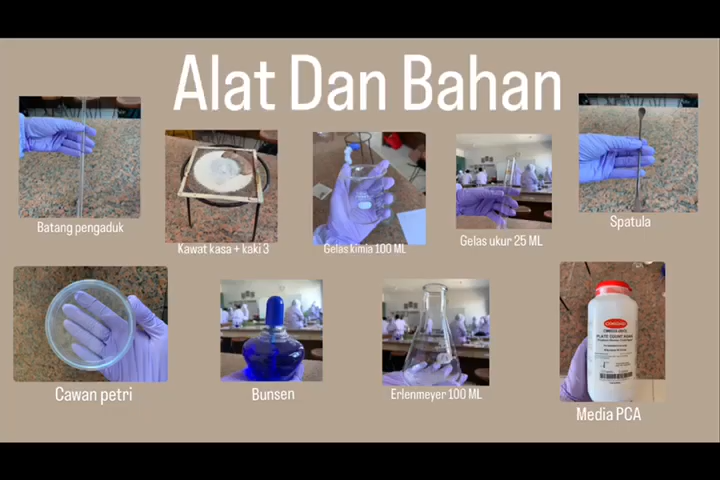 Alat Dan Bahan
Batang pengaduk
Kawat kasa + kaki 3
Gelas kimia 100 ML
Gelas ukur 25 ML
Spatula
Cawan petri
Bunsen
Erlenmeyer 100 ML
PLATE COUNT AGAR
Media PCA